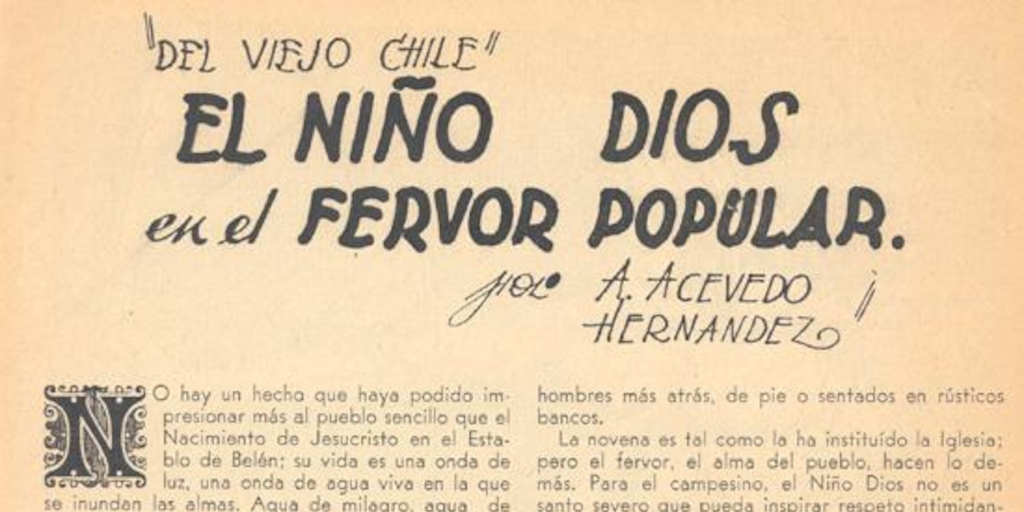 "DEL VIEJO CHILE"
EL NIÑO DIOS
en el FERVOR POPULAR.
por A. ACEVEDO
HERNANDEZ
NO hay un hecho que haya podido im-
presionar más al pueblo sencillo que el
Nacimiento de Jesucristo en el Esta-
blo de Belén; su vida es una onda de
luz, una onda de agua viva en la que
se inundan las almas. Agua de milagro, agua de
hombres más atrás, de pie o sentados en rústicos
bancos.
La novena es tal como la ha instituído la Iglesia;
pero el fervor, el alma del pueblo, hacen lo de-
más. Para el campesino, el Niño Dios no es un
santo severo que pueda inspirar respeto intimidan-